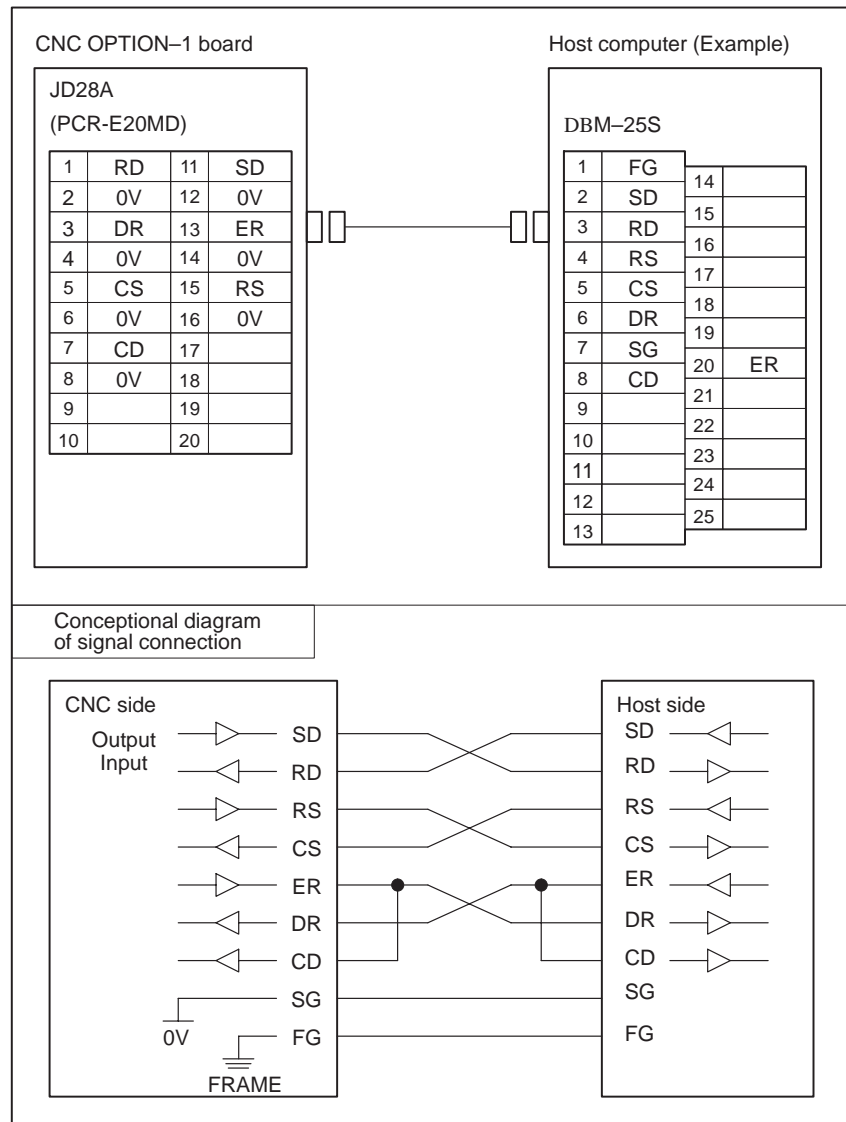 CNC OPTION–1 board
Host computer (Example)
JD28A
(PCR-E20MD)
1 RD 11 SD
2 0V 12 0V
3 DR 13 ER
4 0V 14 0V
5 CS 15 RS
6 0V 16 0V
7 CD 17
8 0V 18
9 19
10 20
DBM–25S
1 FG
2 SD
3 RD
4 RS
5 CS
6 DR
7 SG
8 CD
9
10
11
12
13
14
15
16
17
18
19
20 ER
21
22
23
24
25
Conceptional diagram
of signal connection
CNC side
Output
Input
SD
RD
RS
CS
ER
DR
CD
SG
FG
0V
FRAME
Host side
SD
RD
RS
CS
ER
DR
CD
SG
FG